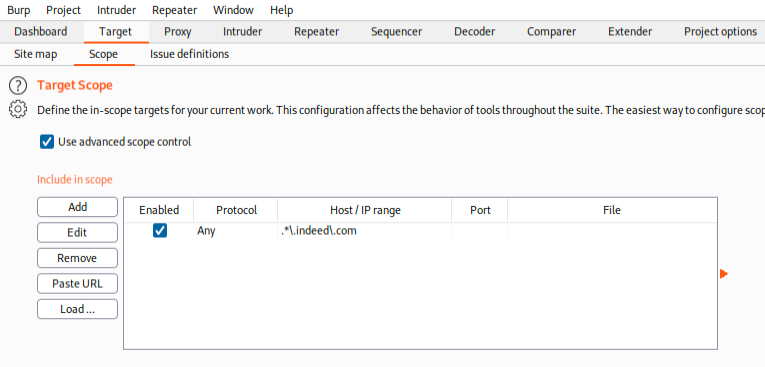 Burp Project Intruder Repeater Window Help
Dashboard Target Proxy Intruder Repeater Sequencer Decoder Comparer Extender Project options
Site map Scope Issue definitions
? Target Scope
Define the in-scope targets for your current work. This configuration affects the behavior of tools throughout the suite. The easiest way to configure scop
Use advanced scope control
Include in scope
Add
Edit
Remove
Paste URL
Load ...
Enabled Protocol Host / IP range Port File
Any .*\.indeed\.com